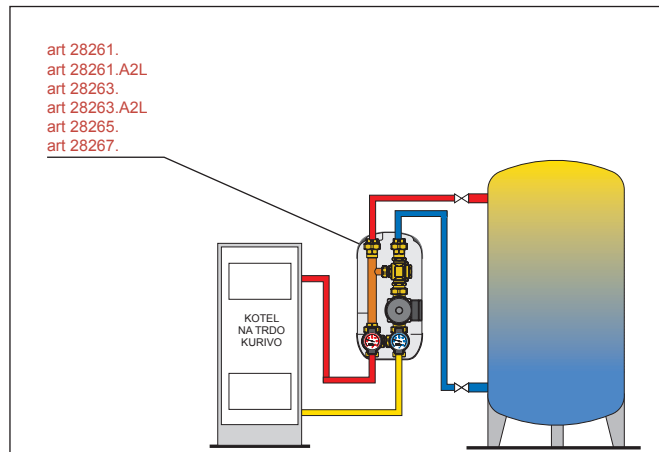 art 28261.
art 28261.A2L
art 28263.
art 28263.A2L
art 28265.
art 28267.
KOTEL
NA TRDO
KURIVO